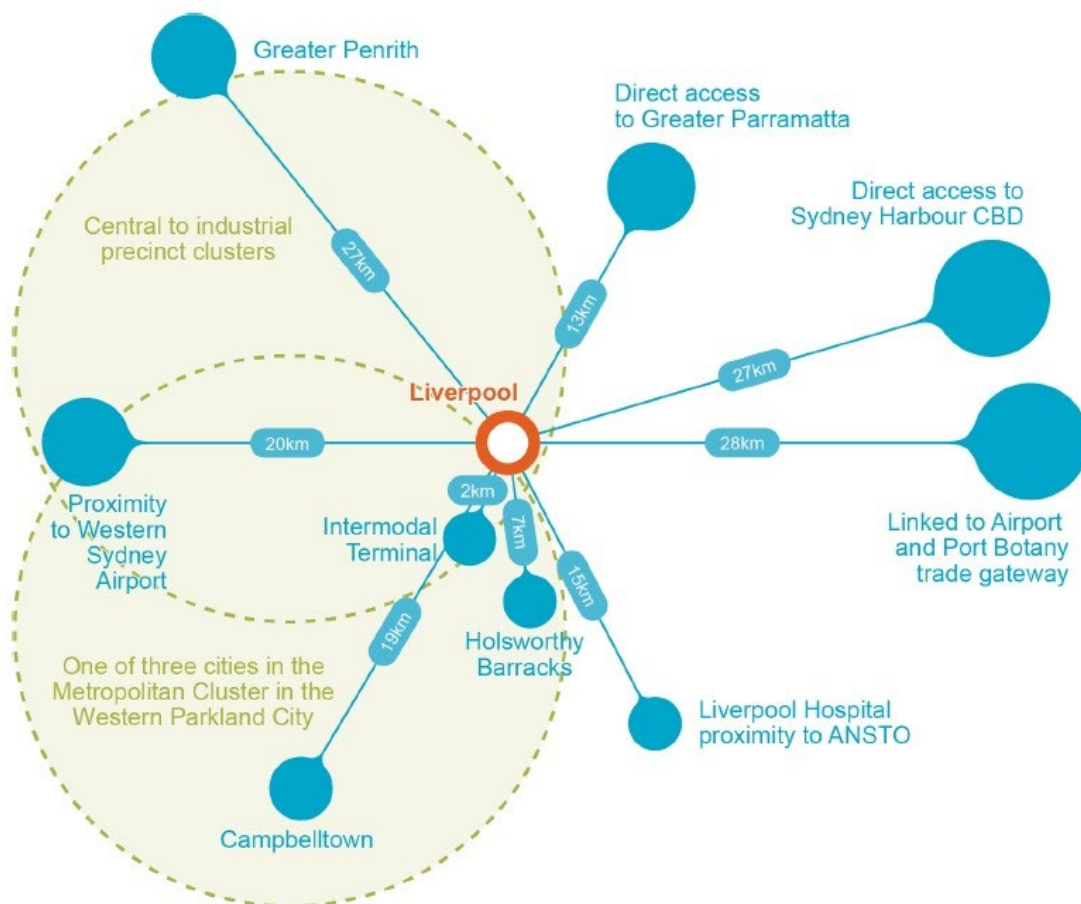 Greater Penrith
Direct access
to Greater Parramatta
Direct access to
Sydney Harbour CBD
Central to industrial
precinct clusters
27km
13km
27km
Liverpool
20km
28km
2km
7km
Proximity
to Western
Sydney
Airport
Intermodal
Terminal
Linked to Airport
and Port Botany
trade gateway
15km
19km
Holsworthy
Barracks
One of three cities in the
Metropolitan Cluster in the
Western Parkland City
Liverpool Hospital
proximity to ANSTO
Campbelltown